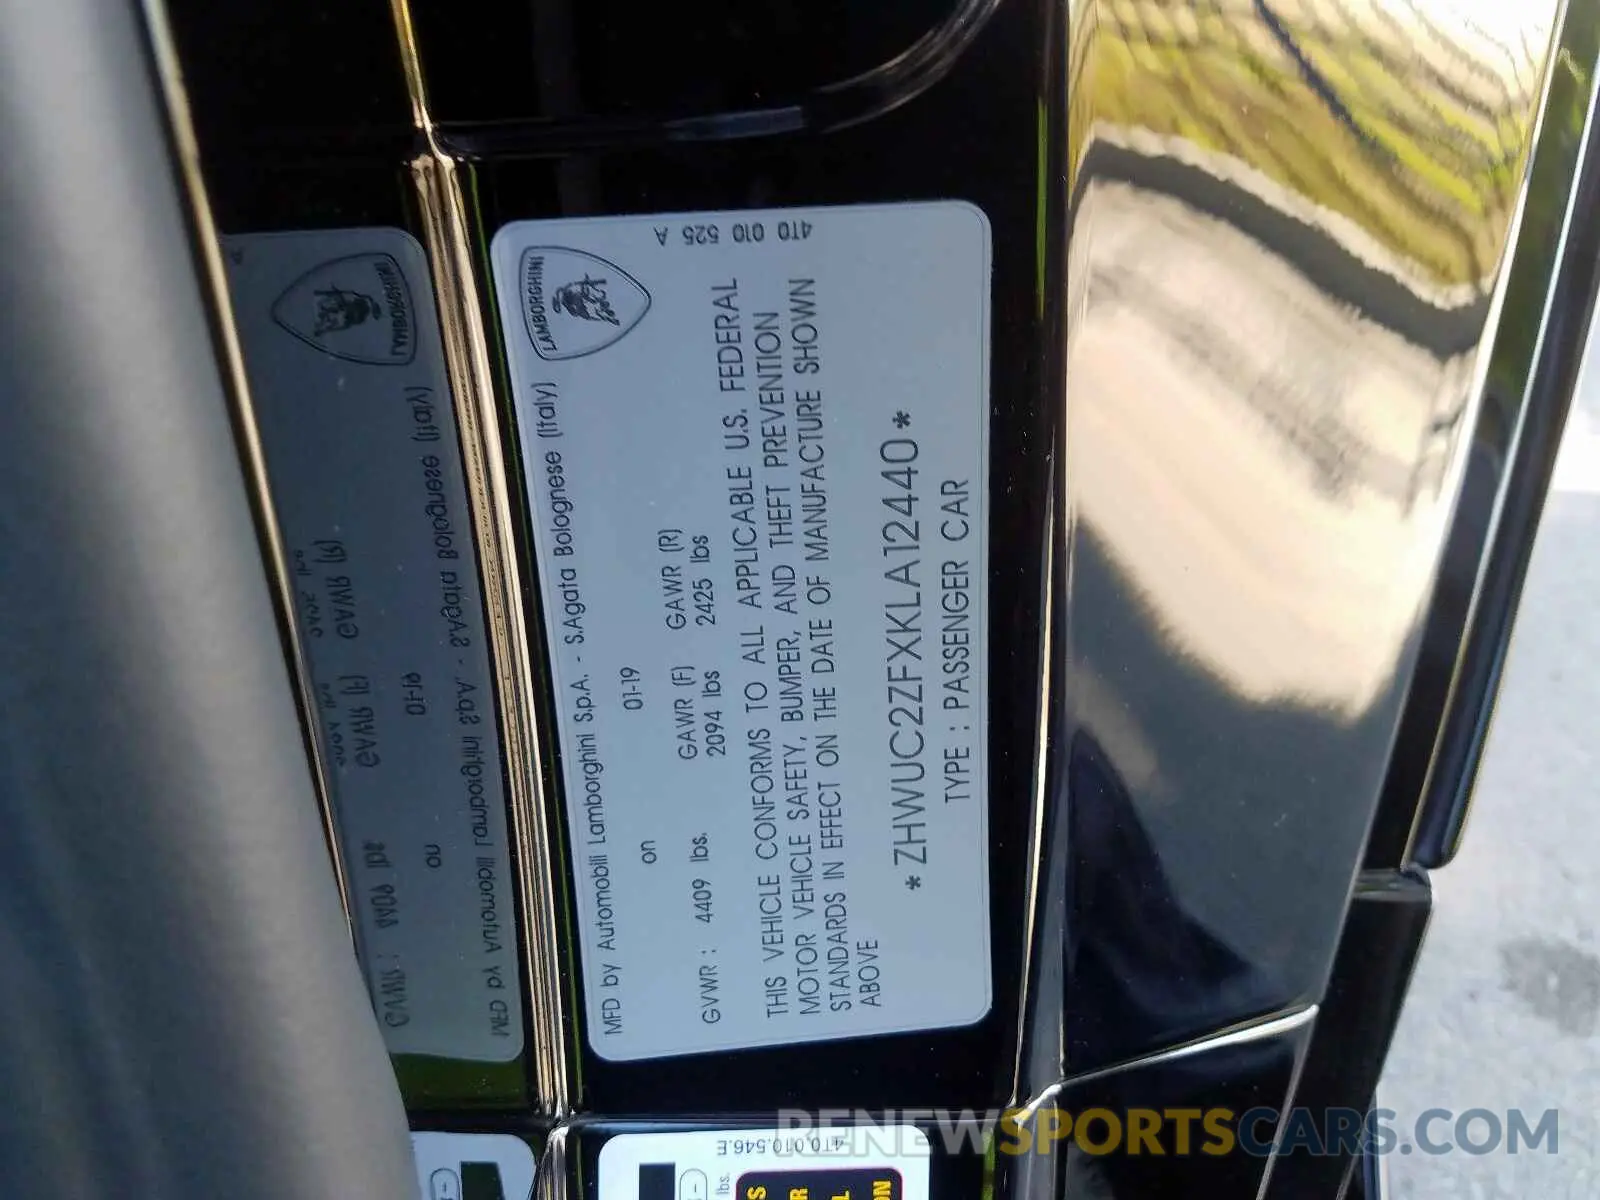 LAMBORGHINI
4T0 010 525 A
MFD by Automobili Lamborghini S.p.A. - S.Agata Bolognese (Italy)
on 01-19
GVWR : 4409 lbs. GAWR (F) GAWR (R)
2094 lbs 2425 lbs
THIS VEHICLE CONFORMS TO ALL APPLICABLE U.S. FEDERAL
MOTOR VEHICLE SAFETY, BUMPER, AND THEFT PREVENTION
STANDARDS IN EFFECT ON THE DATE OF MANUFACTURE SHOWN
ABOVE
*ZHWUC2ZFXKLA12440*
TYPE : PASSENGER CAR
4T0.010.546.E
lbs.
RENEWSPORTSCARS.COM